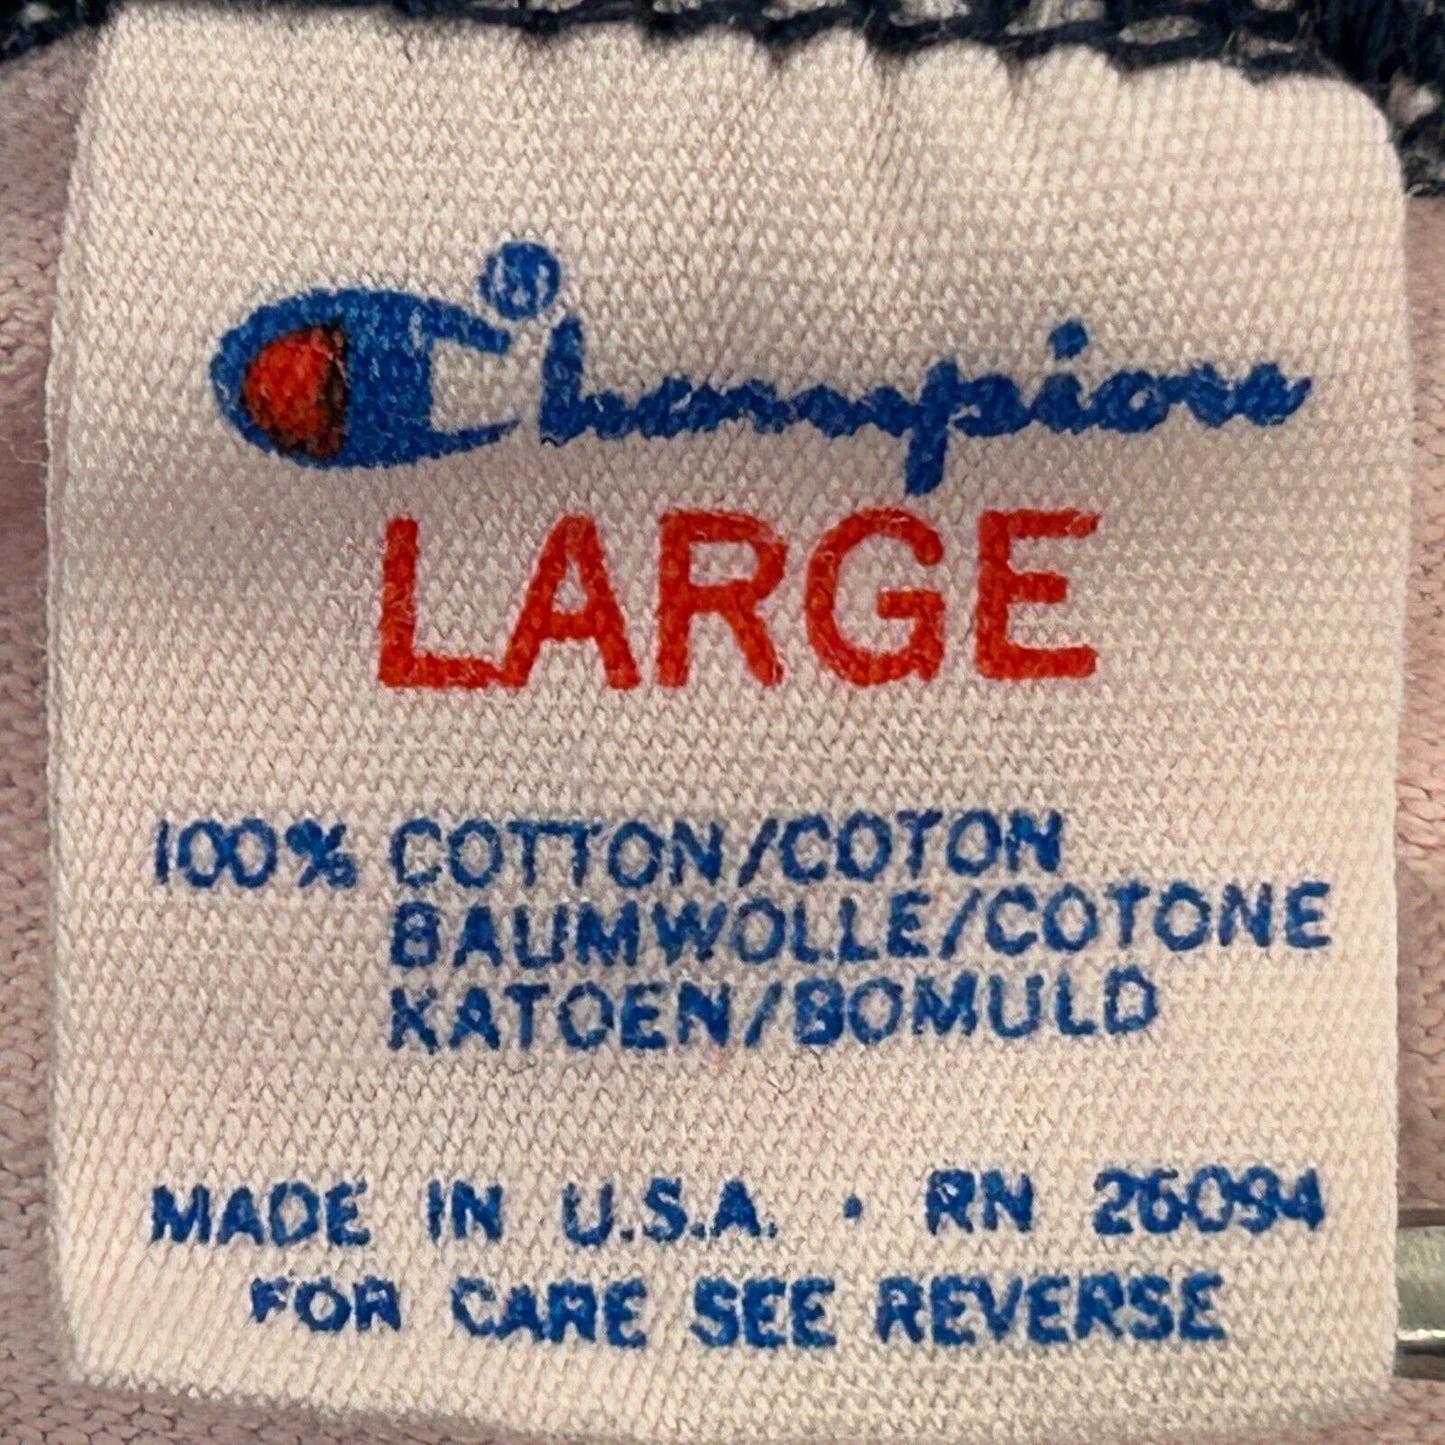 Champion®
LARGE
100% COTTON/COTON
BAUMWOLLE/COTONE
KATOEN/BOMULD
MADE IN U.S.A. • RN 26094
FOR CARE SEE REVERSE